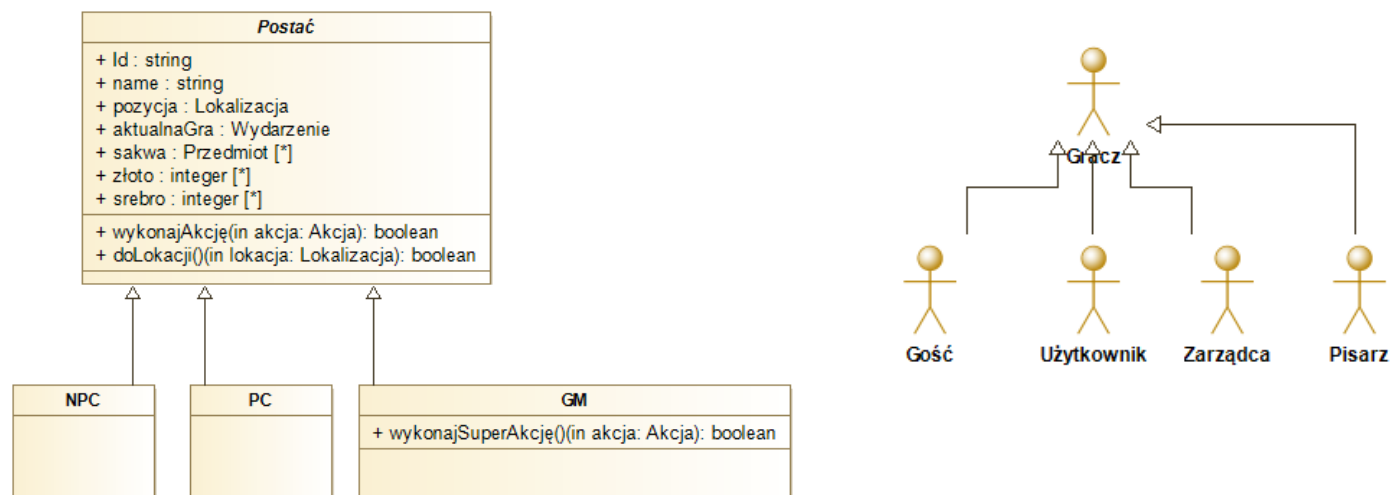 Postać
+ Id : string
+ name : string
+ pozycja : Lokalizacja
+ aktualnaGra : Wydarzenie
+ sakwa : Przedmiot [*]
+ złoto : integer [*]
+ srebro : integer [*]
+ wykonajAkcję(in akcja: Akcja): boolean
+ doLokacji()(in lokacja: Lokalizacja): boolean
NPC
PC
GM
+ wykonajSuperAkcję()(in akcja: Akcja): boolean
Gracz
Gość
Użytkownik
Zarządca
Pisarz